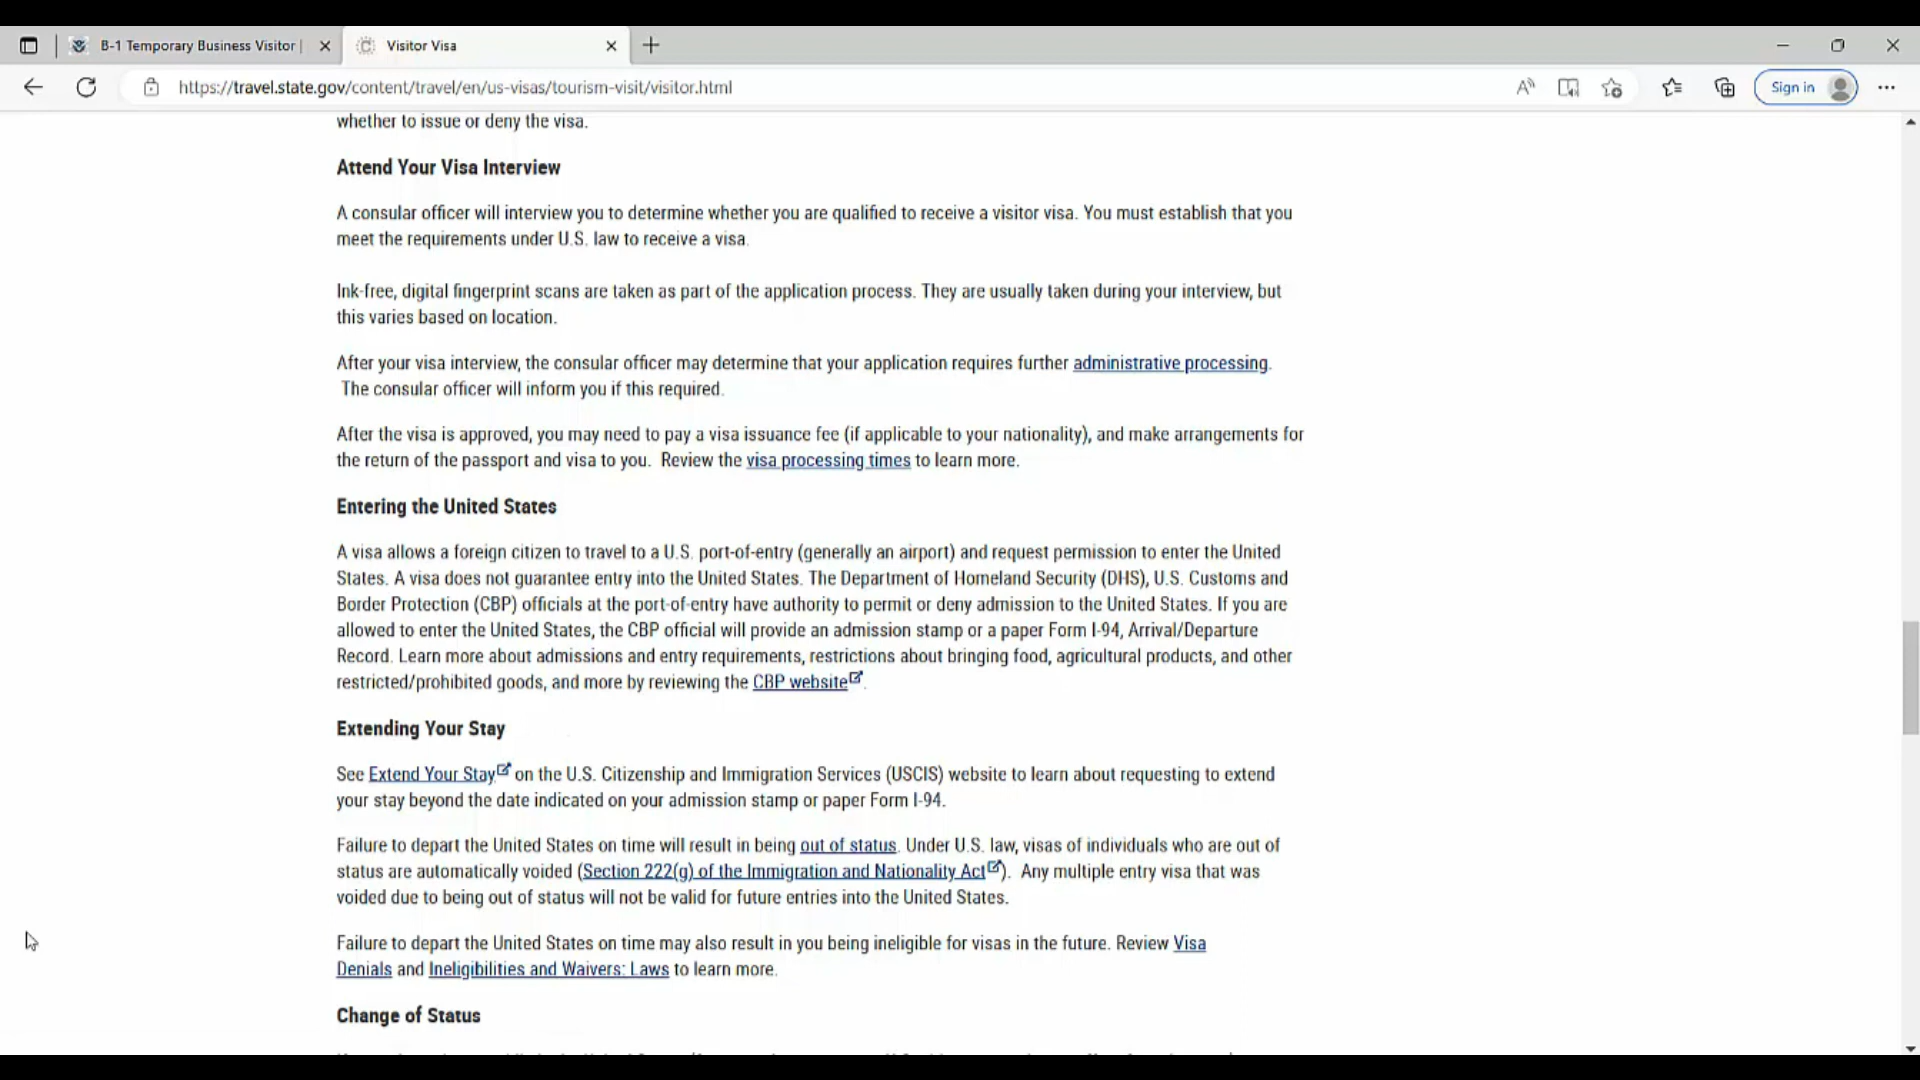 B-1 Temporary Business Visitor |
Visitor Visa
https://travel.state.gov/content/travel/en/us-visas/tourism-visit/visitor.html
Sign in
whether to issue or deny the visa.
Attend Your Visa Interview
A consular officer will interview you to determine whether you are qualified to receive a visitor visa. You must establish that you
meet the requirements under U.S. law to receive a visa.
Ink-free, digital fingerprint scans are taken as part of the application process. They are usually taken during your interview, but
this varies based on location.
After your visa interview, the consular officer may determine that your application requires further administrative processing.
The consular officer will inform you if this required.
After the visa is approved, you may need to pay a visa issuance fee (if applicable to your nationality), and make arrangements for
the return of the passport and visa to you. Review the visa processing times to learn more.
Entering the United States
A visa allows a foreign citizen to travel to a U.S. port-of-entry (generally an airport) and request permission to enter the United
States. A visa does not guarantee entry into the United States. The Department of Homeland Security (DHS), U.S. Customs and
Border Protection (CBP) officials at the port-of-entry have authority to permit or deny admission to the United States. If you are
allowed to enter the United States, the CBP official will provide an admission stamp or a paper Form I-94, Arrival/Departure
Record. Learn more about admissions and entry requirements, restrictions about bringing food, agricultural products, and other
restricted/prohibited goods, and more by reviewing the CBP website.
Extending Your Stay
See Extend Your Stay on the U.S. Citizenship and Immigration Services (USCIS) website to learn about requesting to extend
your stay beyond the date indicated on your admission stamp or paper Form I-94.
Failure to depart the United States on time will result in being out of status. Under U.S. law, visas of individuals who are out of
status are automatically voided (Section 222(g) of the Immigration and Nationality Act). Any multiple entry visa that was
voided due to being out of status will not be valid for future entries into the United States.
Failure to depart the United States on time may also result in you being ineligible for visas in the future. Review Visa
Denials and Ineligibilities and Waivers: Laws to learn more.
Change of Status